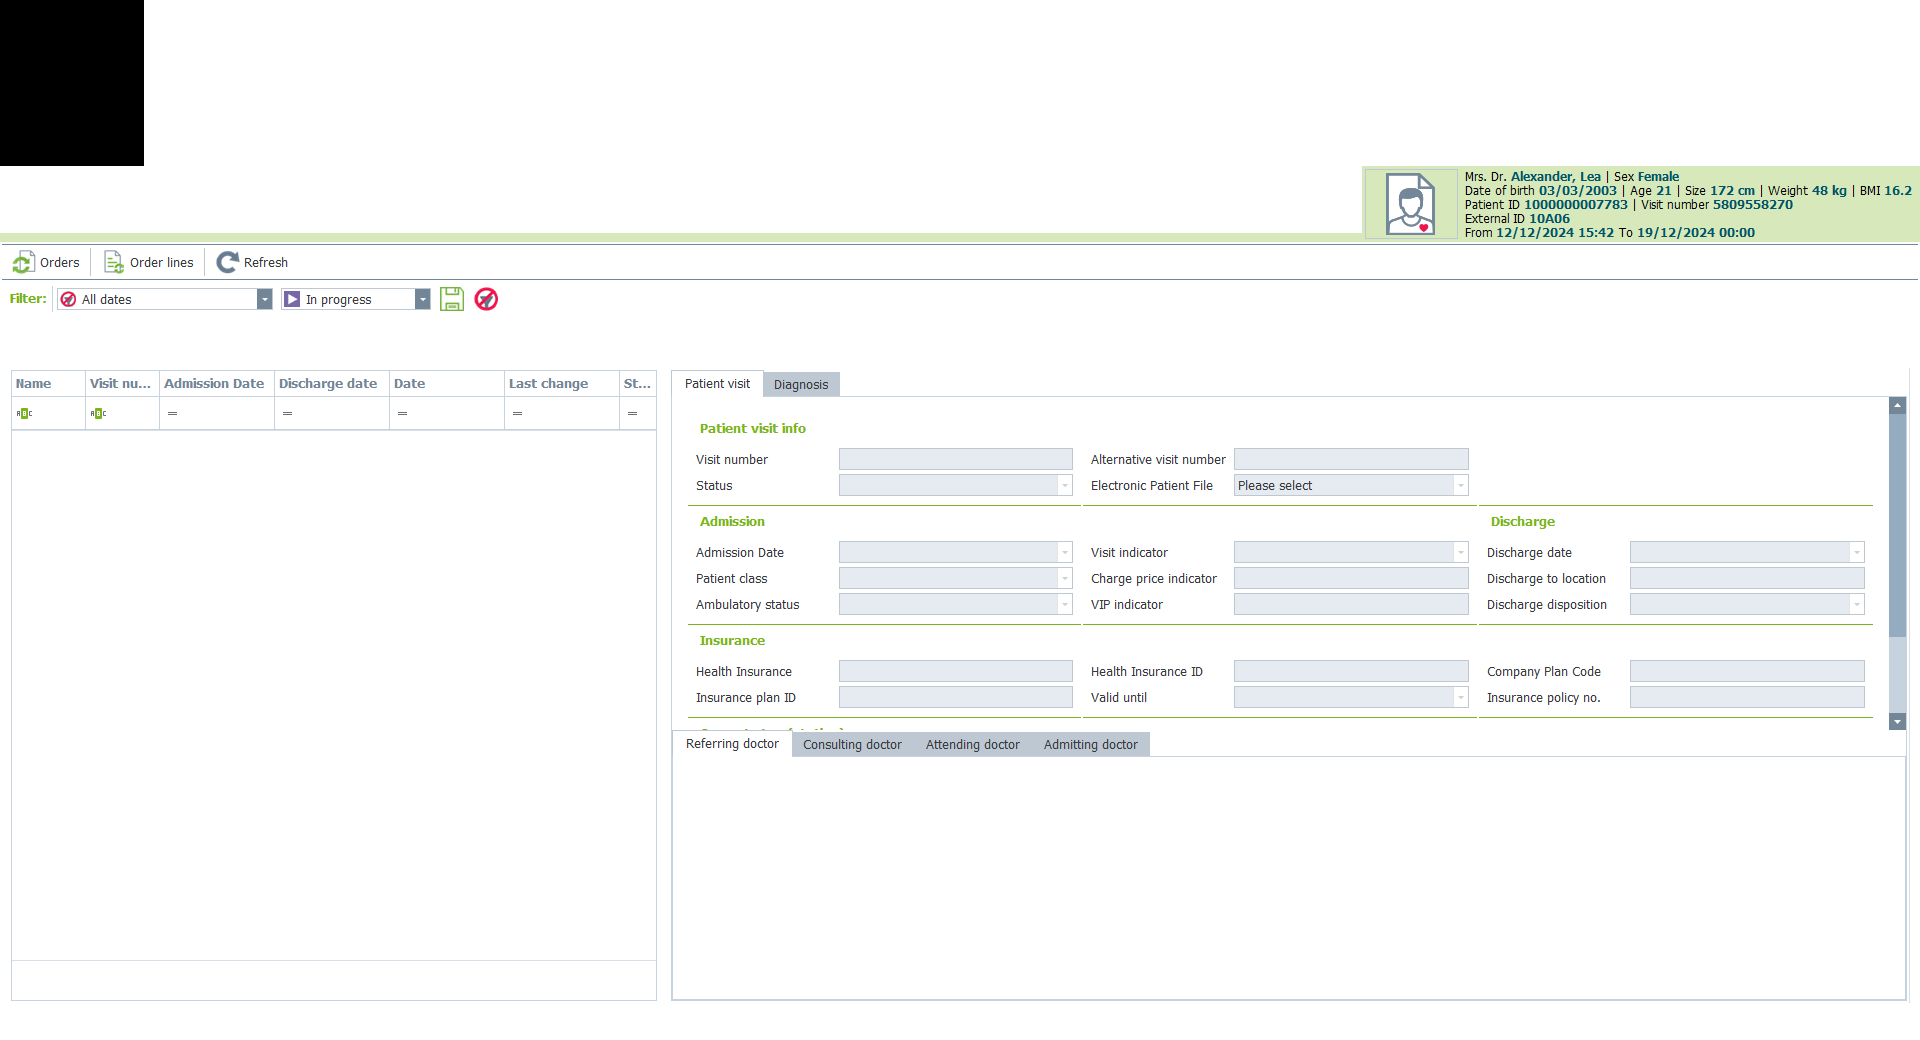 Mrs. Dr. Alexander, Lea | Sex Female
Date of birth 03/03/2003 | Age 21 | Size 172 cm | Weight 48 kg | BMI 16.2
Patient ID 1000000007783 | Visit number 5809558270
External ID 10A06
From 12/12/2024 15:42 To 19/12/2024 00:00
Orders Order lines Refresh
Filter: All dates In progress
Name Visit nu... Admission Date Discharge date Date Last change St...
ABC ABC = = = = =
Patient visit Diagnosis
Patient visit info
Visit number Alternative visit number
Status Electronic Patient File Please select
Admission Discharge
Admission Date Visit indicator Discharge date
Patient class Charge price indicator Discharge to location
Ambulatory status VIP indicator Discharge disposition
Insurance
Health Insurance Health Insurance ID Company Plan Code
Insurance plan ID Valid until Insurance policy no.
Referring doctor Consulting doctor Attending doctor Admitting doctor